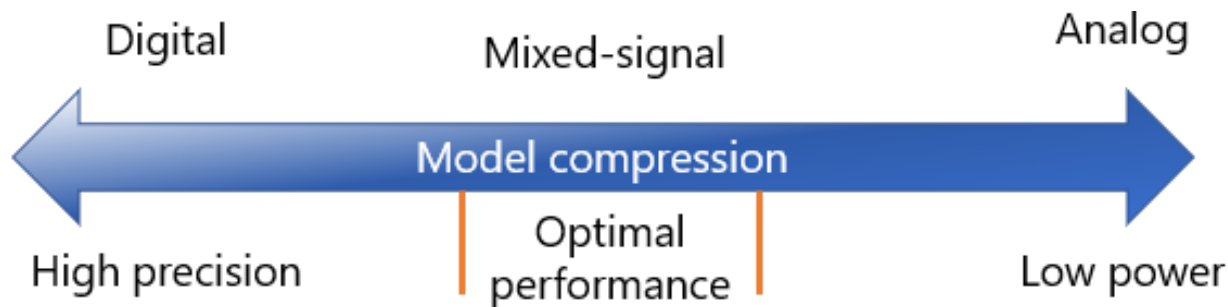 Digital
Mixed-signal
Analog
Model compression
High precision
Optimal
performance
Low power